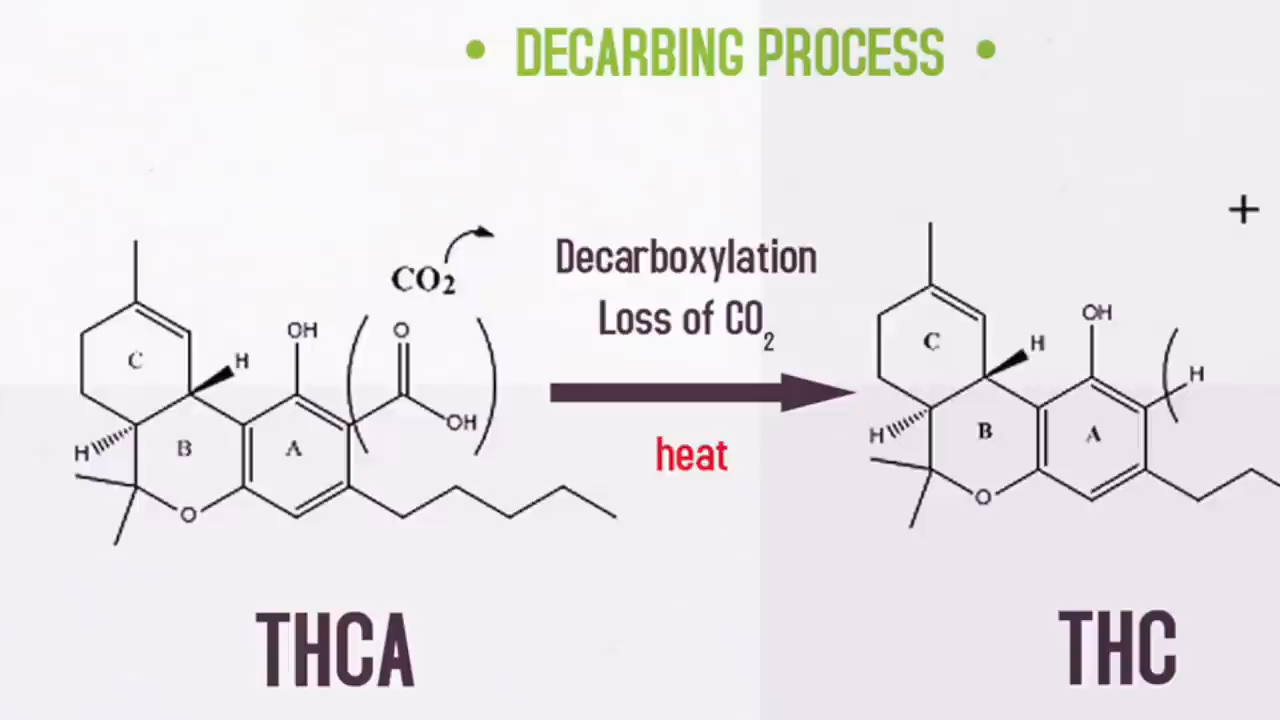 • DECARBING PROCESS •
CO₂
Decarboxylation
Loss of CO₂
heat
C
H
OH
O
OH
B
A
H
O
THCA
+
C
H
OH
H
B
A
H
O
THC